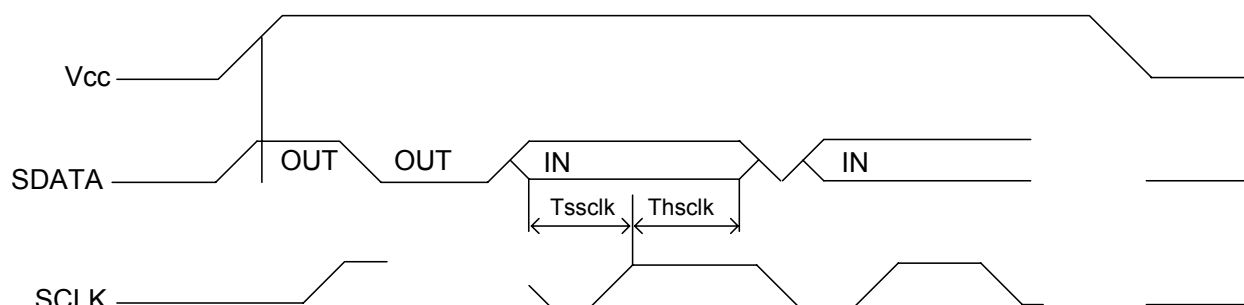 Vcc
OUT OUT IN IN
SDATA
Tssclk Thsclk
SCLK